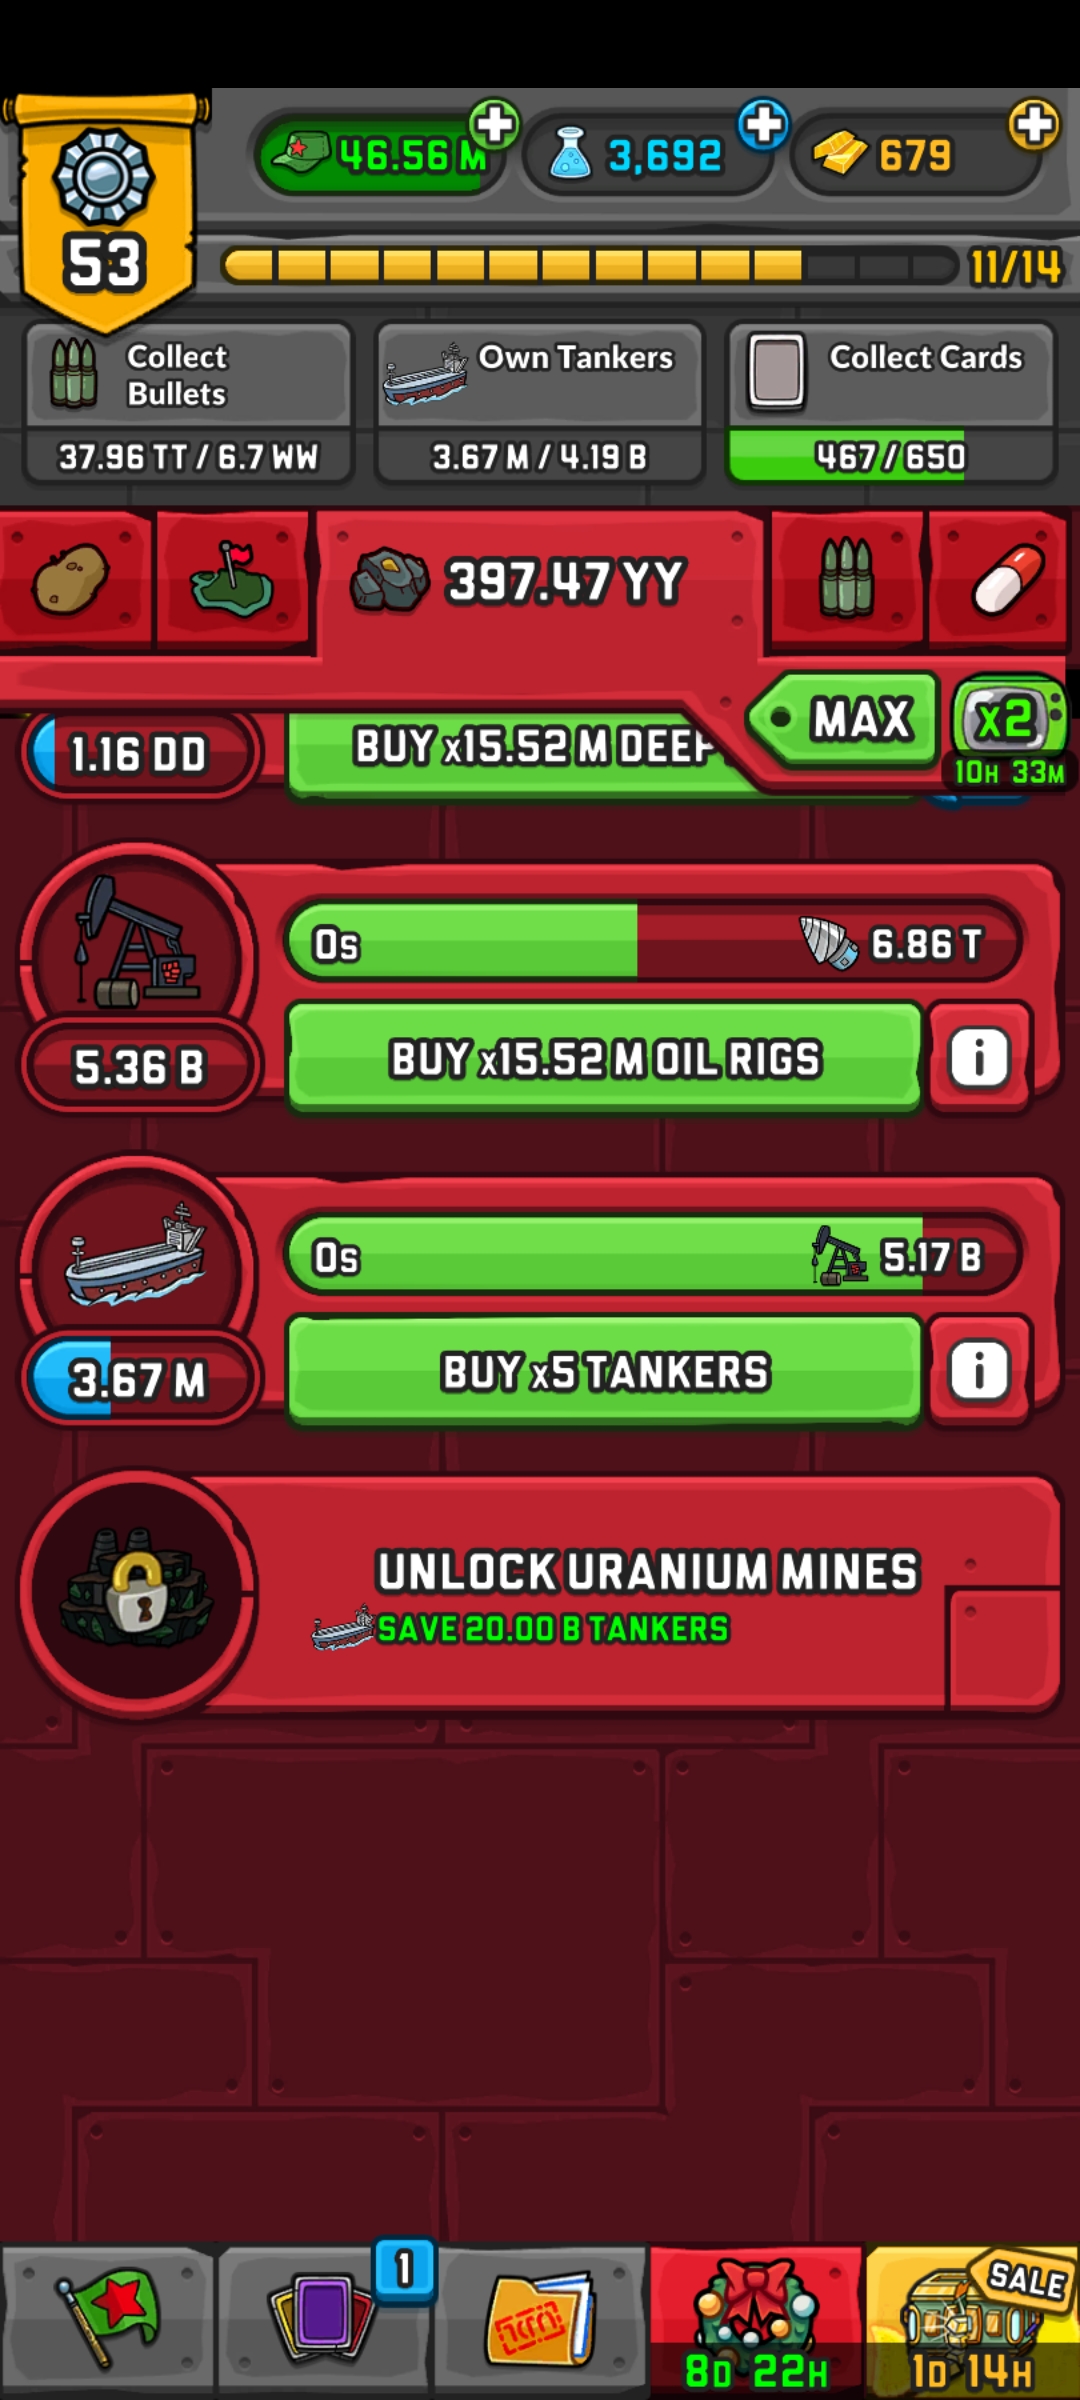 46.56 M
3,692
679
53
11/14
Collect
Bullets
Own Tankers
Collect Cards
37.96 TT / 6.7 WW
3.67 M / 4.19 B
467 / 650
397.47 YY
MAX
x2
10H 33M
1.16 DD
BUY x15.52 M DEEP
0s
6.86 T
5.36 B
BUY x15.52 M OIL RIGS
i
0s
5.17 B
3.67 M
BUY x5 TANKERS
i
UNLOCK URANIUM MINES
SAVE 20.00 B TANKERS
1
SALE
8D 22H
1D 14H